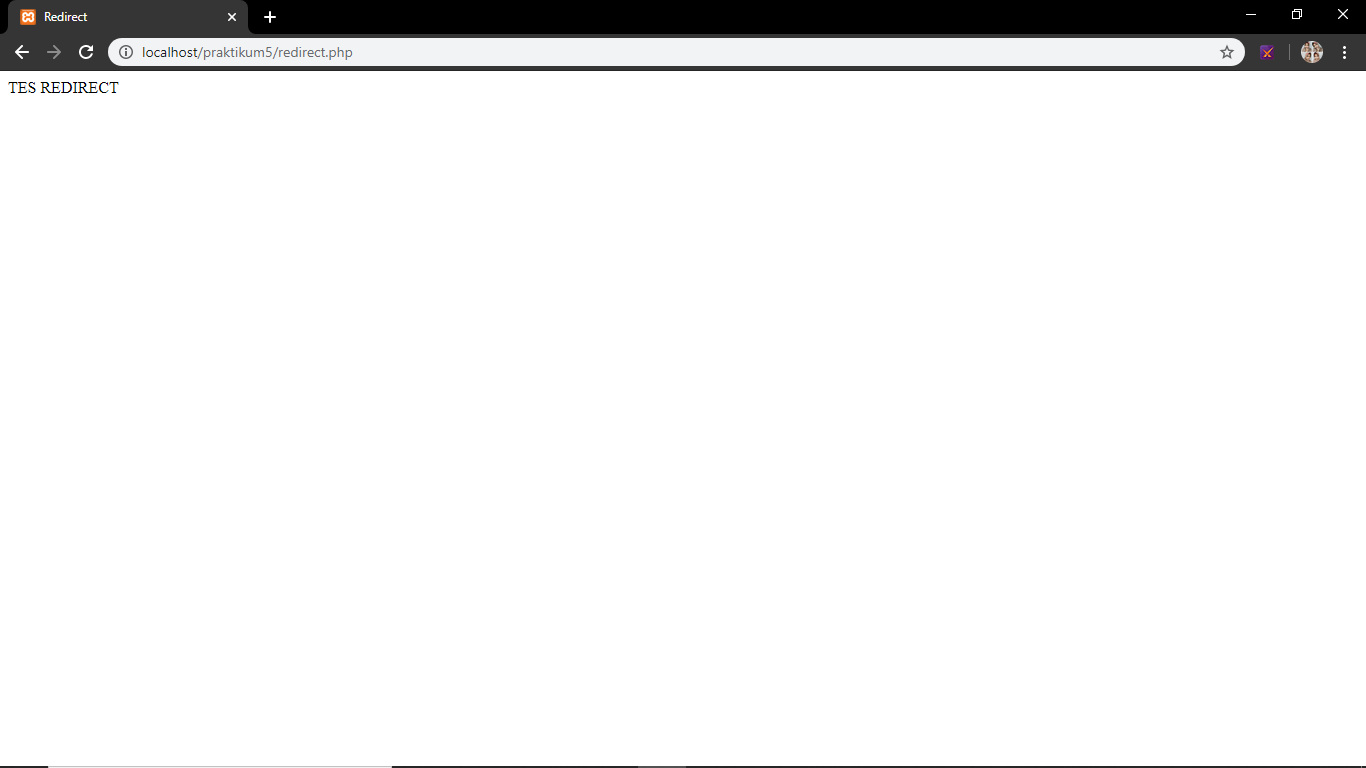 Redirect
localhost/praktikum5/redirect.php
TES REDIRECT